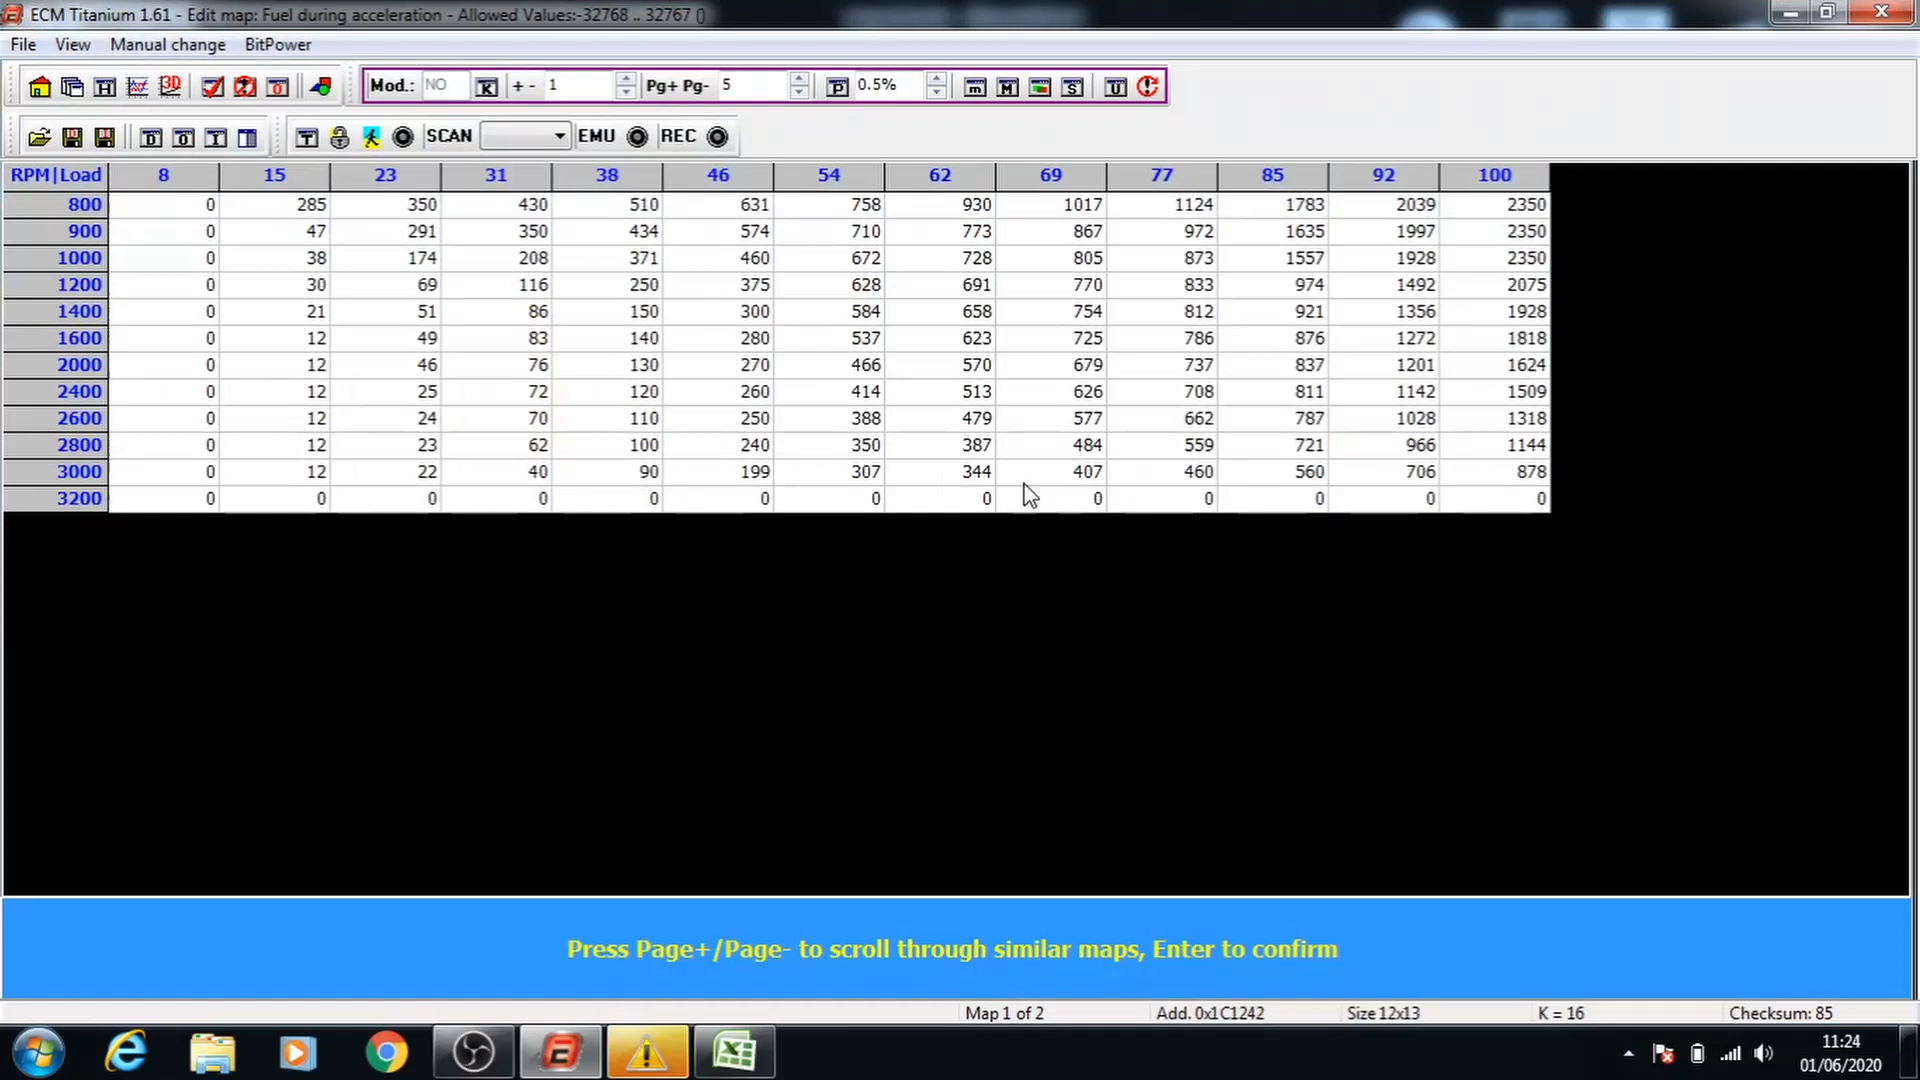 ECM Titanium 1.61 - Edit map: Fuel during acceleration - Allowed Values:-32768 .. 32767 ()
File View Manual change BitPower
Mod.: NO K + - 1 Pg+ Pg- 5 P 0.5% m M S U
D O I T SCAN EMU REC
RPM|Load 8 15 23 31 38 46 54 62 69 77 85 92 100
800 0 285 350 430 510 631 758 930 1017 1124 1783 2039 2350
900 0 47 291 350 434 574 710 773 867 972 1635 1997 2350
1000 0 38 174 208 371 460 672 728 805 873 1557 1928 2350
1200 0 30 69 116 250 375 628 691 770 833 974 1492 2075
1400 0 21 51 86 150 300 584 658 754 812 921 1356 1928
1600 0 12 49 83 140 280 537 623 725 786 876 1272 1818
2000 0 12 46 76 130 270 466 570 679 737 837 1201 1624
2400 0 12 25 72 120 260 414 513 626 708 811 1142 1509
2600 0 12 24 70 110 250 388 479 577 662 787 1028 1318
2800 0 12 23 62 100 240 350 387 484 559 721 966 1144
3000 0 12 22 40 90 199 307 344 407 460 560 706 878
3200 0 0 0 0 0 0 0 0 0 0 0 0 0
Press Page+/Page- to scroll through similar maps, Enter to confirm
Map 1 of 2 Add. 0x1C1242 Size 12x13 K = 16 Checksum: 85
11:24
01/06/2020